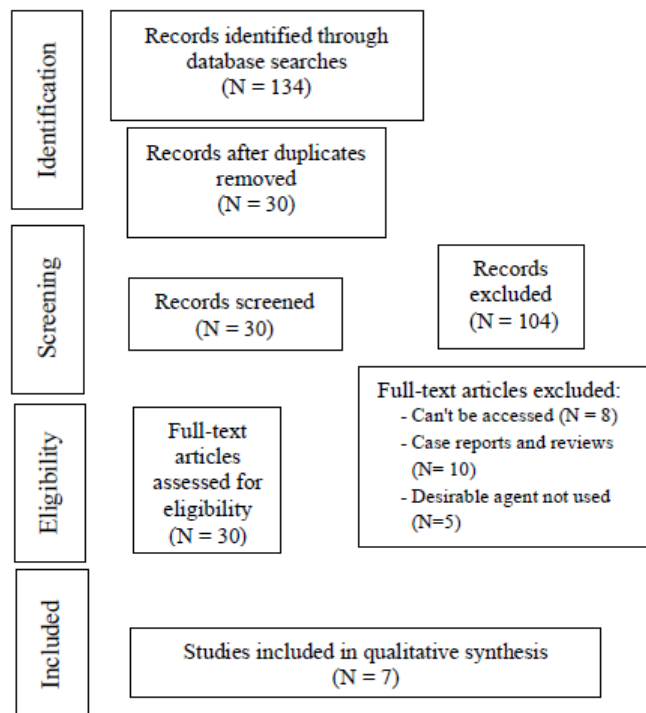 Identification
Records identified through
database searches
(N = 134)
Records after duplicates
removed
(N = 30)
Screening
Records screened
(N = 30)
Records
excluded
(N = 104)
Eligibility
Full-text
articles
assessed for
eligibility
(N = 30)
Full-text articles excluded:
- Can't be accessed (N = 8)
- Case reports and reviews
(N= 10)
- Desirable agent not used
(N=5)
Included
Studies included in qualitative synthesis
(N = 7)